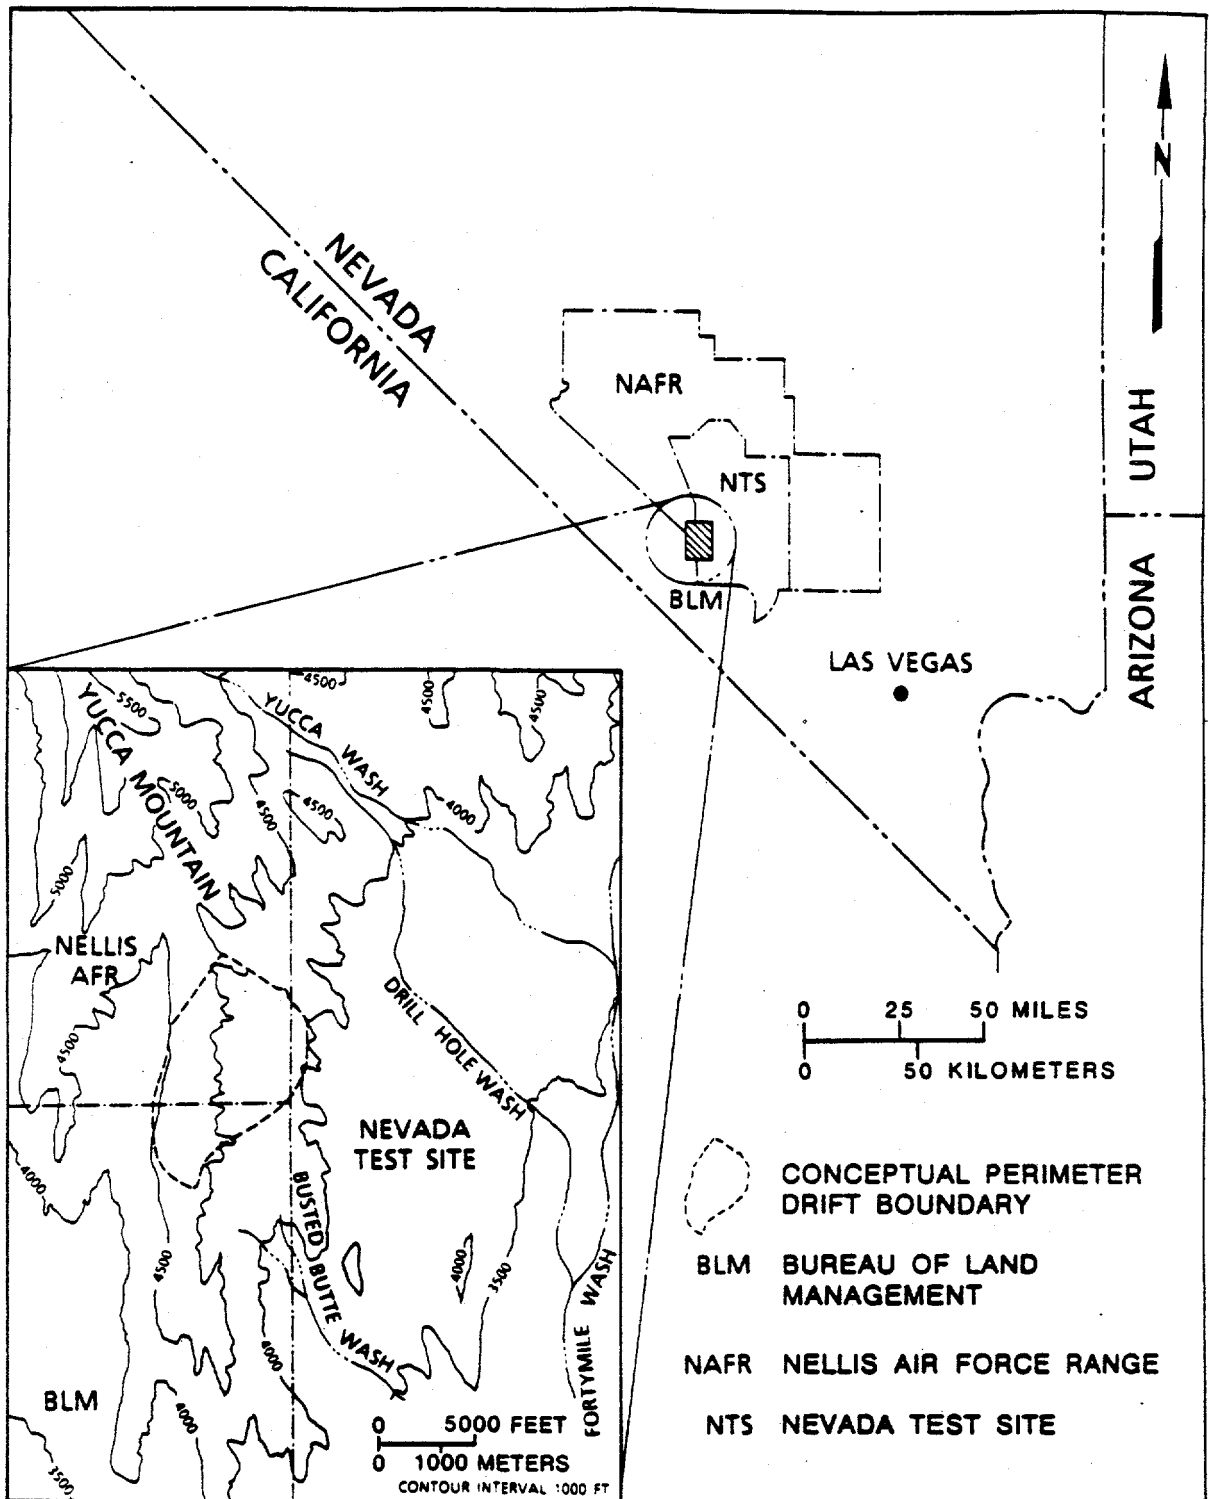 N
NEVADA
CALIFORNIA
UTAH
ARIZONA
NAFR
NTS
BLM
LAS VEGAS
0 25 50 MILES
0 50 KILOMETERS
CONCEPTUAL PERIMETER
DRIFT BOUNDARY
BLM BUREAU OF LAND
MANAGEMENT
NAFR NELLIS AIR FORCE RANGE
NTS NEVADA TEST SITE
4500
5500
YUCCA MOUNTAIN
YUCCA WASH
4500
4500
5000
4500
4500
4000
5000
NELLIS
AFR
4500
DRILL HOLE WASH
NEVADA
TEST SITE
4000
BUSTED BUTTE WASH
4500
4000
3500
FORTYMILE WASH
4000
4000
BLM
3500
0 5000 FEET
0 1000 METERS
CONTOUR INTERVAL 1000 FT